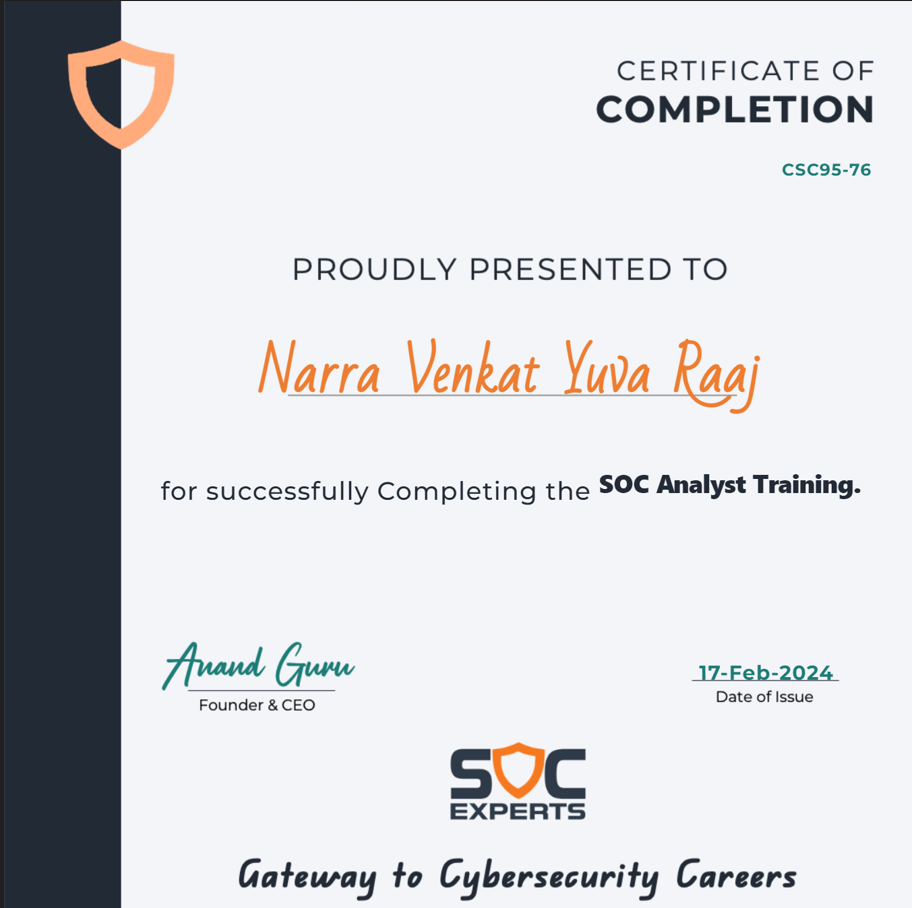 CERTIFICATE OF
COMPLETION
CSC95-76
PROUDLY PRESENTED TO
Narra Venkat Yuva Raaj
for successfully Completing the SOC Analyst Training.
Anand Guru
Founder & CEO
17-Feb-2024
Date of Issue
SOC
EXPERTS
Gateway to Cybersecurity Careers